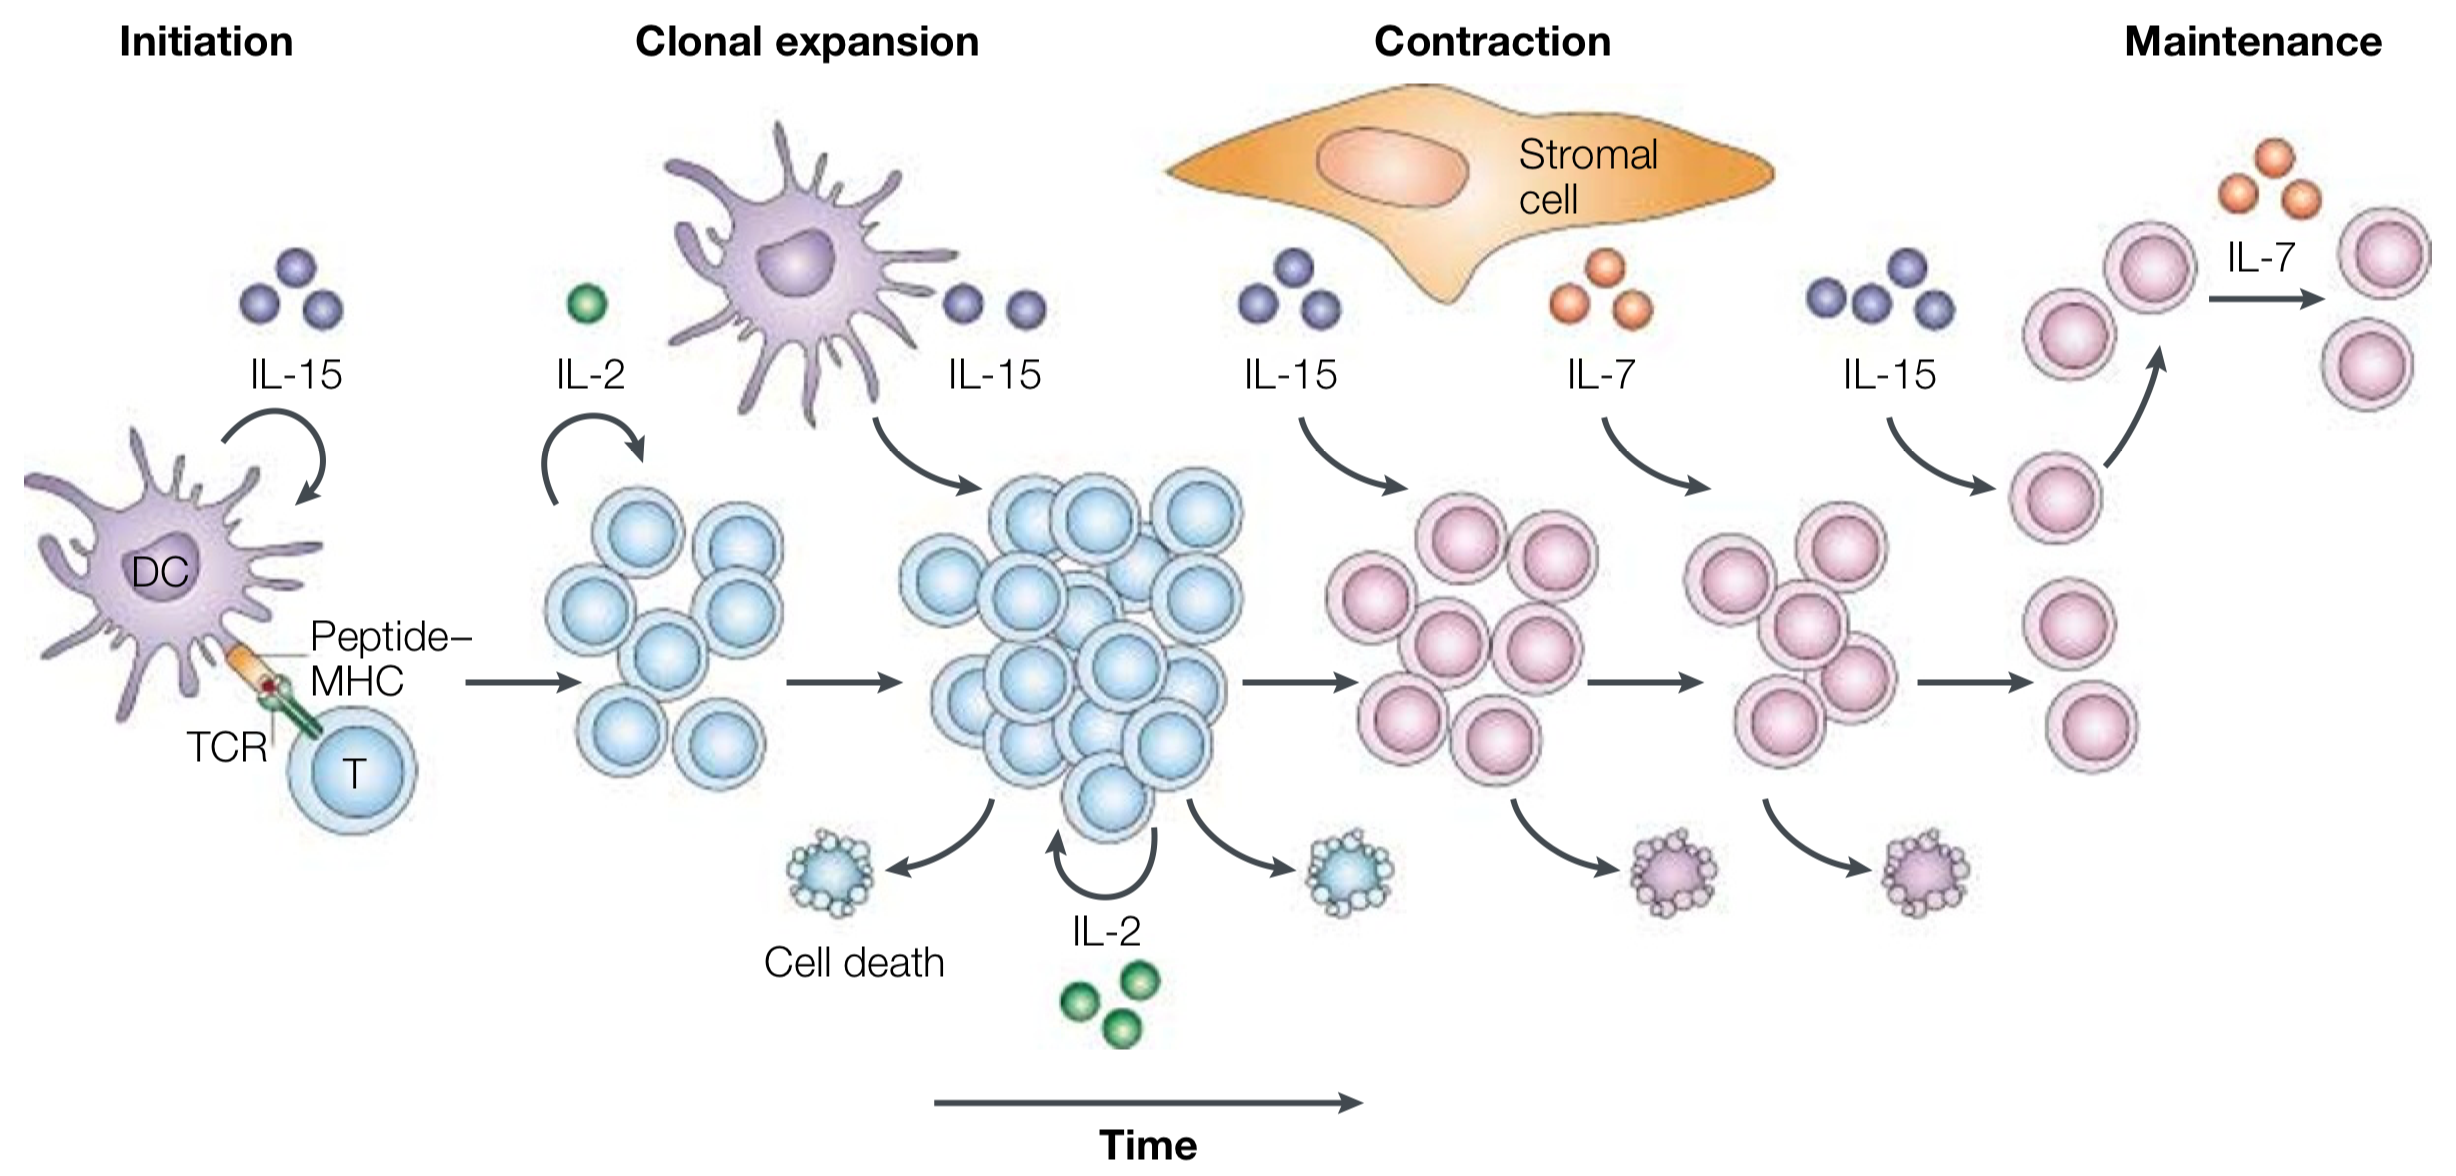 Initiation
Clonal expansion
Contraction
Maintenance
Stromal
cell
IL-15
IL-2
IL-15
IL-15
IL-7
IL-15
IL-7
DC
Peptide–
MHC
TCR
T
Cell death
IL-2
Time